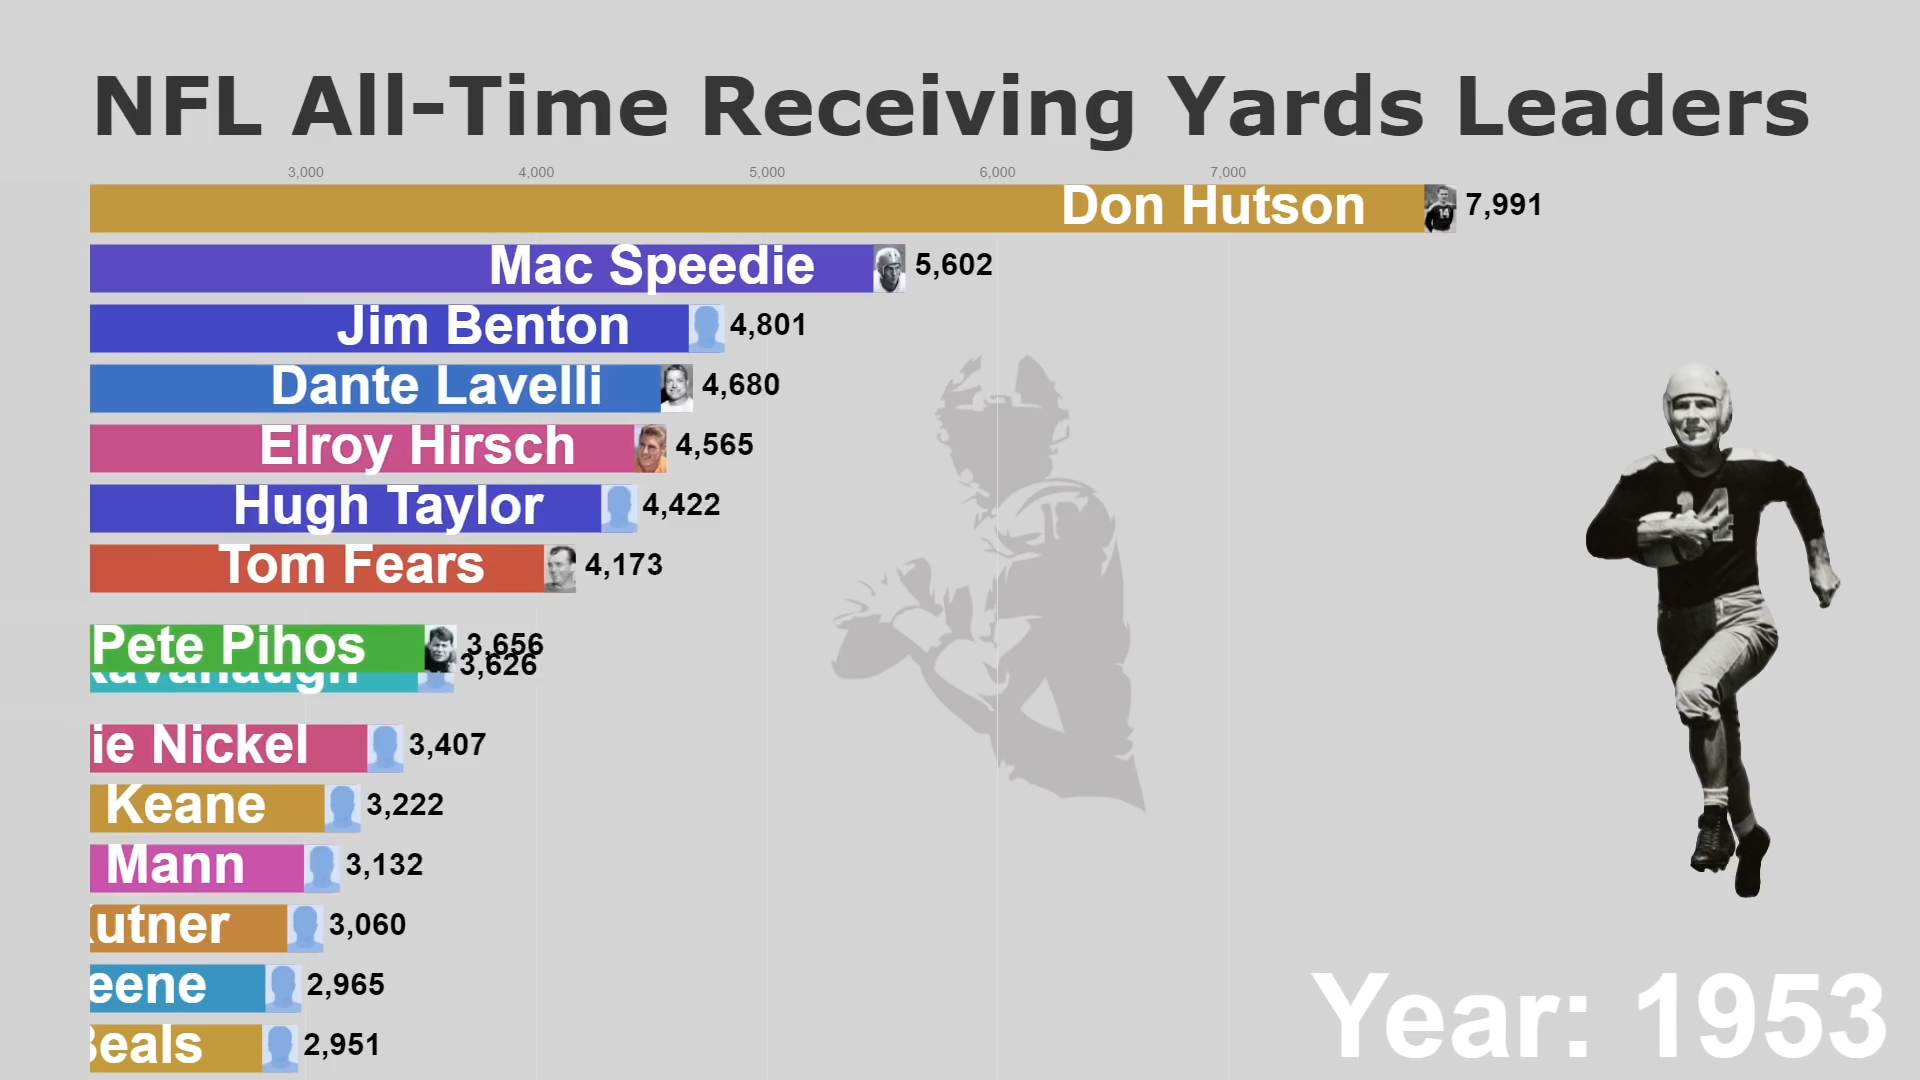 NFL All-Time Receiving Yards Leaders
3,000 4,000 5,000 6,000 7,000
Don Hutson 7,991
Mac Speedie 5,602
Jim Benton 4,801
Dante Lavelli 4,680
Elroy Hirsch 4,565
Hugh Taylor 4,422
Tom Fears 4,173
Pete Pihos 3,656
Kavanaugh 3,626
ie Nickel 3,407
Keane 3,222
Mann 3,132
Kutner 3,060
eene 2,965
Beals 2,951
Year: 1953